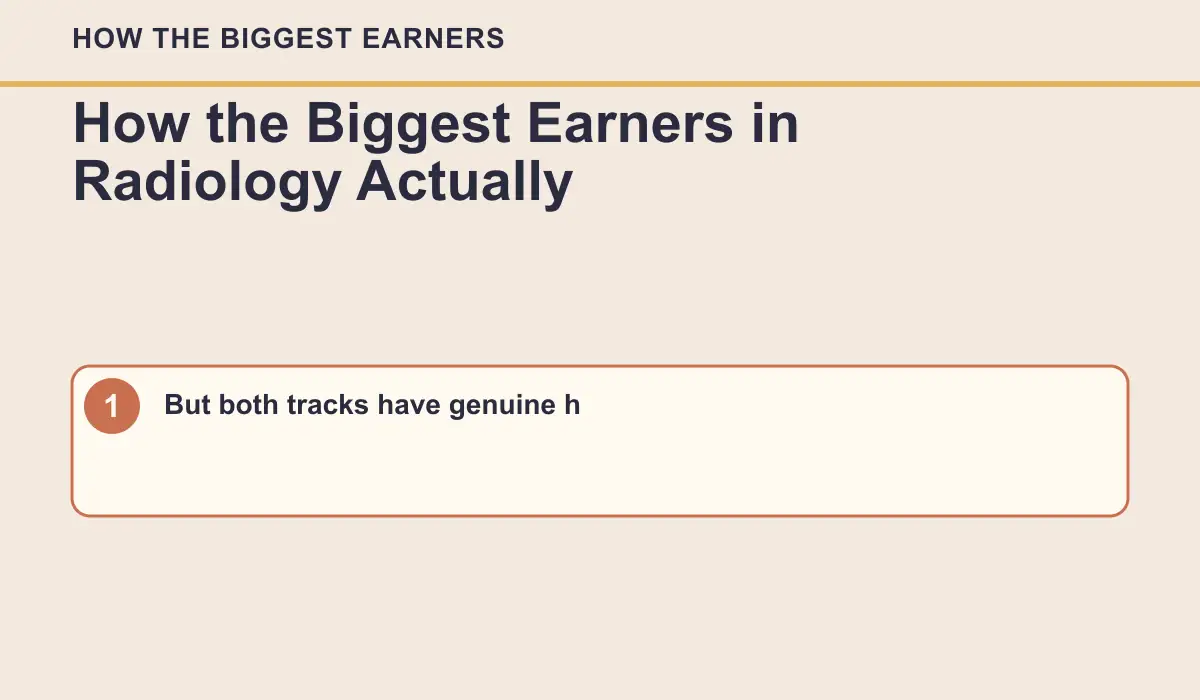 HOW THE BIGGEST EARNERS
How the Biggest Earners in
Radiology Actually
1
But both tracks have genuine h